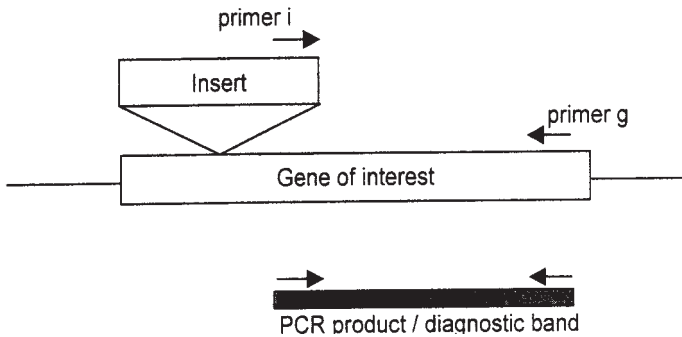 primer i
Insert
primer g
Gene of interest
PCR product / diagnostic band